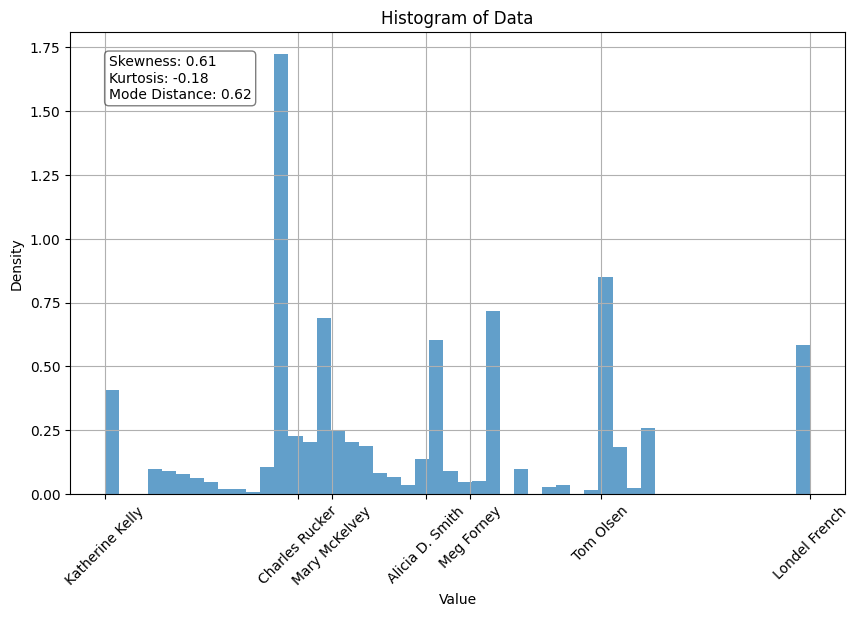 Histogram of Data
Skewness: 0.61
Kurtosis: -0.18
Mode Distance: 0.62
Density
1.75
1.50
1.25
1.00
0.75
0.50
0.25
0.00
Katherine Kelly
Charles Rucker
Mary McKelvey
Alicia D. Smith
Meg Forney
Tom Olsen
Londel French
Value